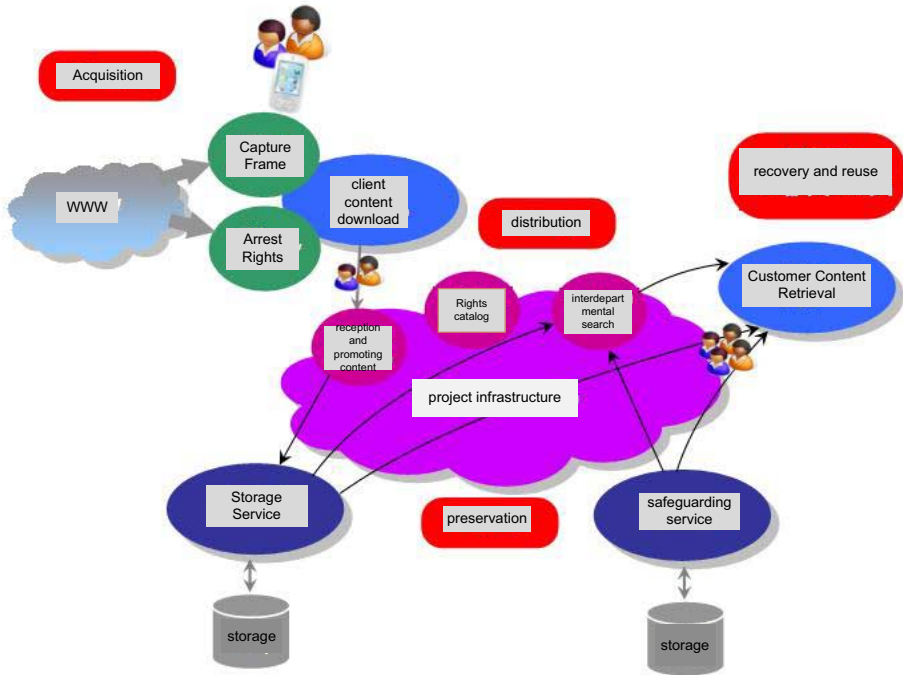 Acquisition
Capture
Frame
WWW
Arrest
Rights
client
content
download
distribution
recovery and reuse
Customer Content
Retrieval
Rights
catalog
interdepart
mental
search
reception
and
promoting
content
project infrastructure
Storage
Service
preservation
safeguarding
service
storage
storage